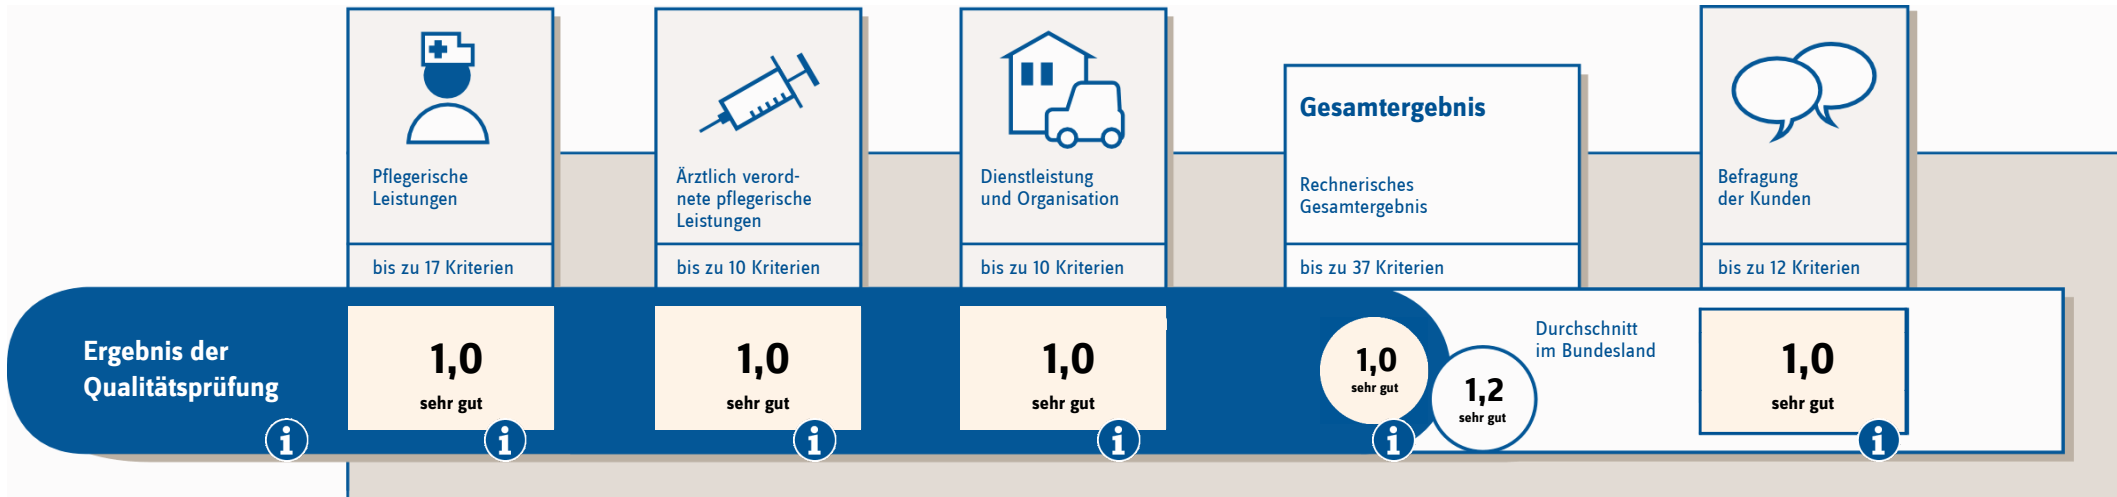 Pflegerische
Leistungen
bis zu 17 Kriterien
Ärztlich verord-
nete pflegerische
Leistungen
bis zu 10 Kriterien
Dienstleistung
und Organisation
bis zu 10 Kriterien
Gesamtergebnis
Rechnerisches
Gesamtergebnis
bis zu 37 Kriterien
Befragung
der Kunden
bis zu 12 Kriterien
Ergebnis der
Qualitätsprüfung
i
1,0
sehr gut
i
1,0
sehr gut
i
1,0
sehr gut
i
1,0
sehr gut
i
1,2
sehr gut
Durchschnitt
im Bundesland
1,0
sehr gut
i